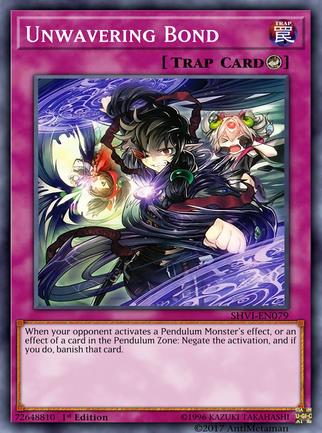 UNWAVERING BOND
TRAP
罠
[TRAP CARD]
SHVI-EN079
When your opponent activates a Pendulum Monster's effect, or an
effect of a card in the Pendulum Zone: Negate the activation, and if
you do, banish that card.
72648810
1st Edition
©1996 KAZUKI TAKAHASHI
©2017 AntiMetaman